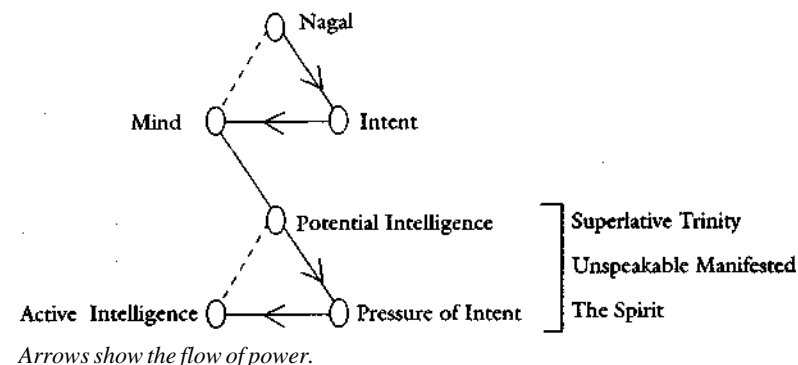 Nagal
Mind
Intent
Potential Intelligence
Superlative Trinity
Unspeakable Manifested
Active Intelligence
Pressure of Intent
The Spirit
Arrows show the flow of power.